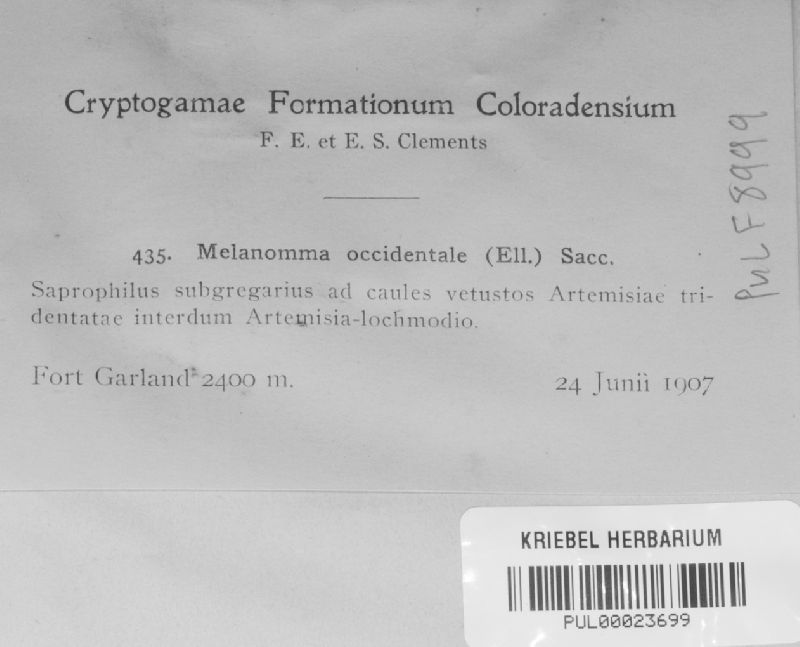 Cryptogamae Formationum Coloradensium
F. E. et E. S. Clements
435. Melanomma occidentale (Ell.) Sacc.
Saprophilus subgregarius ad caules vetustos Artemisiae tri-
dentatae interdum Artemisia-lochmodio.
Fort Garland 2400 m.
24 Junii 1907
PUL F8999
KRIEBEL HERBARIUM
PUL00023699